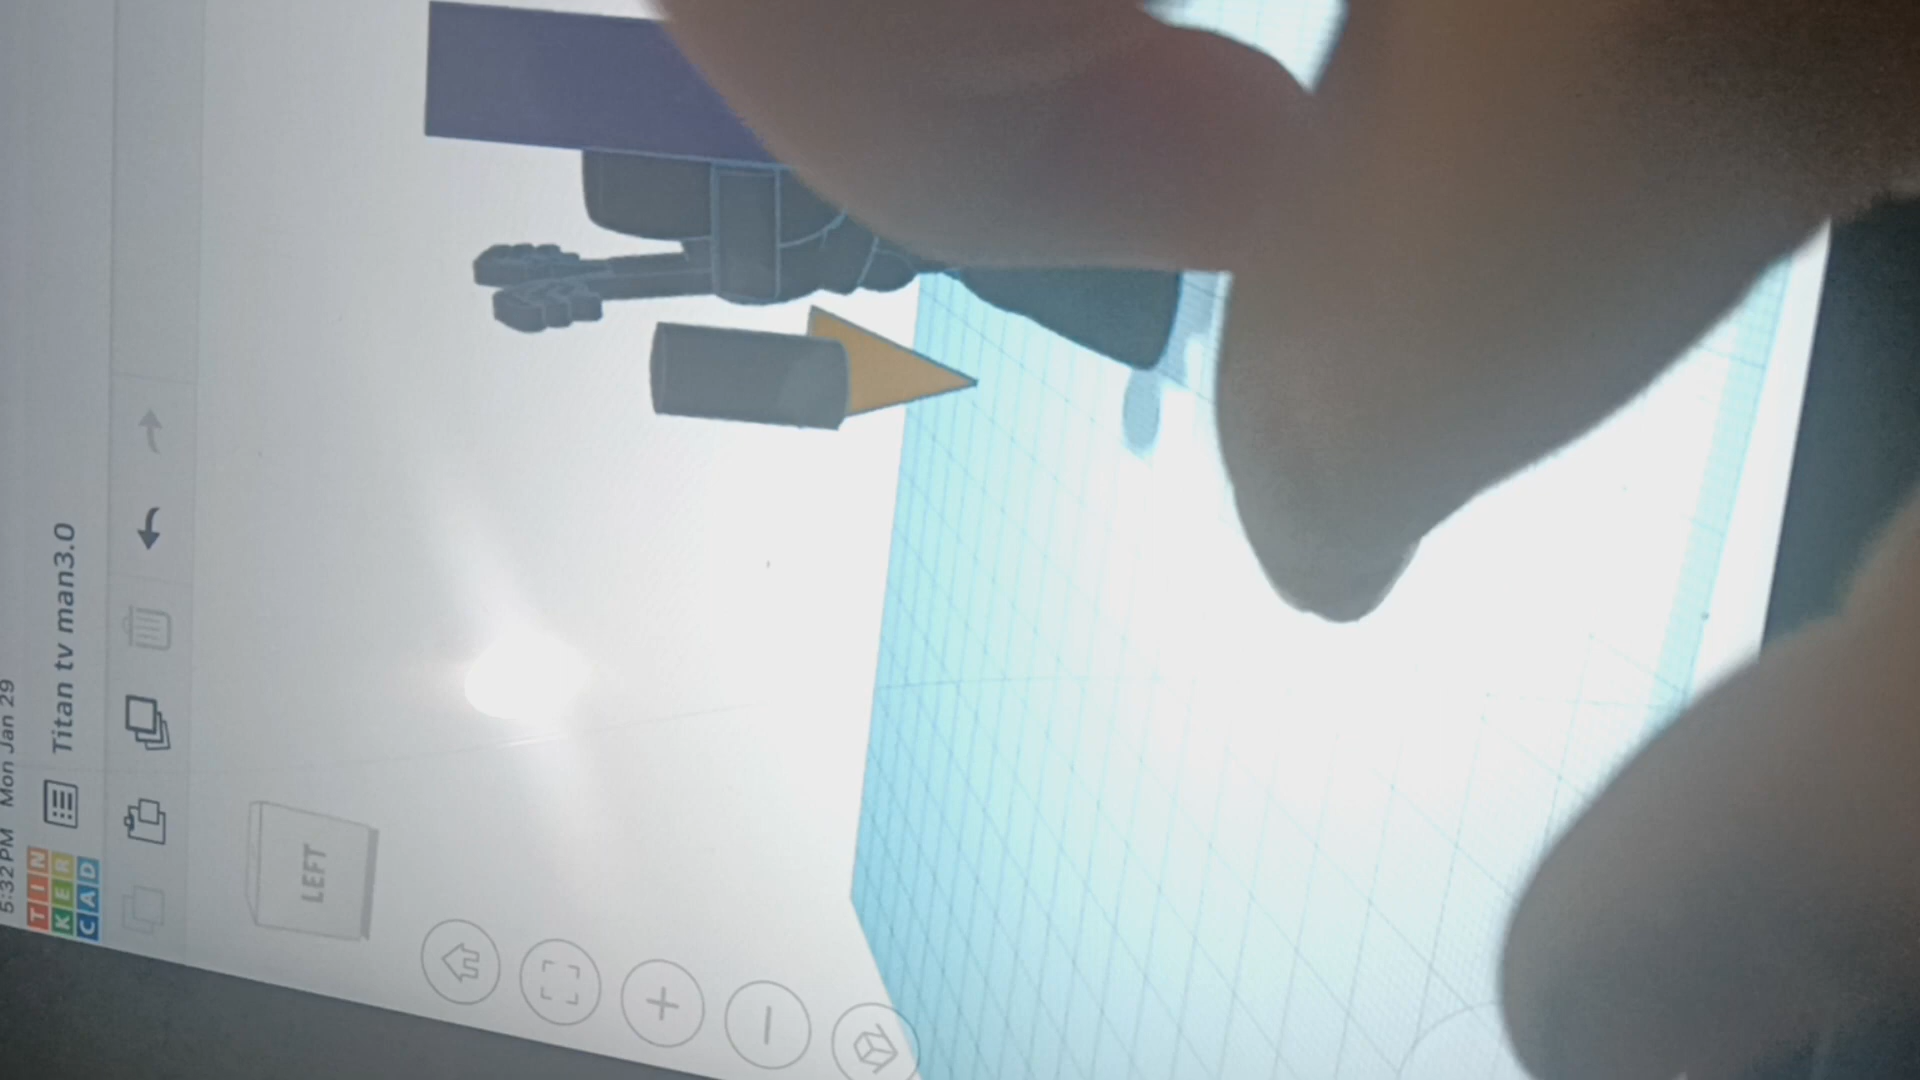 5:32 PM Mon Jan 29
TIN
KER
CAD
Titan tv man3.0
LEFT